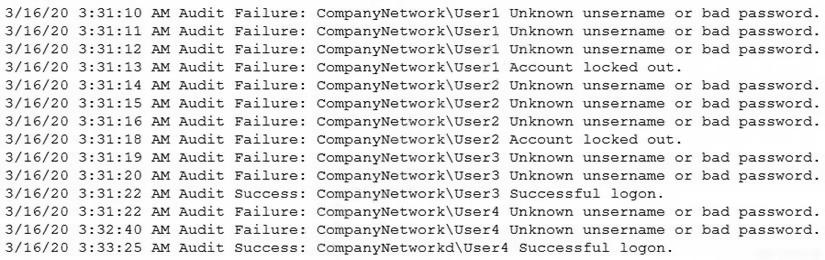 3/16/20 3:31:10 AM Audit Failure: CompanyNetwork\User1 Unknown unsername or bad password.
3/16/20 3:31:11 AM Audit Failure: CompanyNetwork\User1 Unknown unsername or bad password.
3/16/20 3:31:12 AM Audit Failure: CompanyNetwork\User1 Unknown unsername or bad password.
3/16/20 3:31:13 AM Audit Failure: CompanyNetwork\User1 Account locked out.
3/16/20 3:31:14 AM Audit Failure: CompanyNetwork\User2 Unknown unsername or bad password.
3/16/20 3:31:15 AM Audit Failure: CompanyNetwork\User2 Unknown unsername or bad password.
3/16/20 3:31:16 AM Audit Failure: CompanyNetwork\User2 Unknown unsername or bad password.
3/16/20 3:31:18 AM Audit Failure: CompanyNetwork\User2 Account locked out.
3/16/20 3:31:19 AM Audit Failure: CompanyNetwork\User3 Unknown unsername or bad password.
3/16/20 3:31:20 AM Audit Failure: CompanyNetwork\User3 Unknown unsername or bad password.
3/16/20 3:31:22 AM Audit Success: CompanyNetwork\User3 Successful logon.
3/16/20 3:31:22 AM Audit Failure: CompanyNetwork\User4 Unknown unsername or bad password.
3/16/20 3:32:40 AM Audit Failure: CompanyNetwork\User4 Unknown unsername or bad password.
3/16/20 3:33:25 AM Audit Success: CompanyNetworkd\User4 Successful logon.